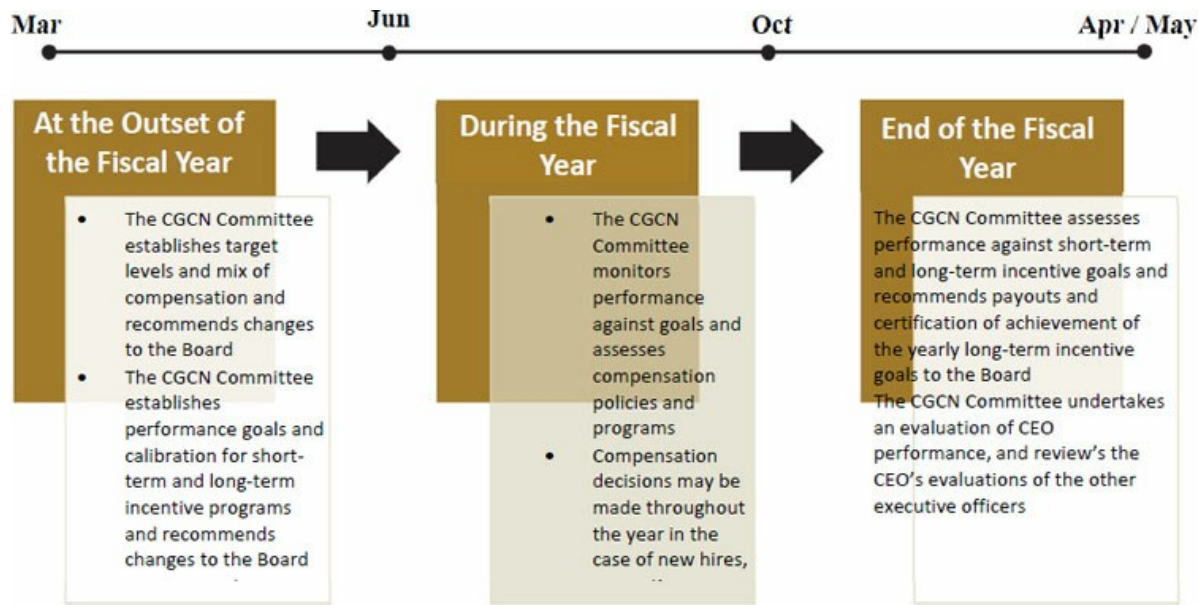 Mar
Jun
Oct
Apr / May
At the Outset of
the Fiscal Year
• The CGCN Committee
establishes target
levels and mix of
compensation and
recommends changes
to the Board
• The CGCN Committee
establishes
performance goals and
calibration for short-
term and long-term
incentive programs
and recommends
changes to the Board
During the Fiscal
Year
• The CGCN
Committee
monitors
performance
against goals and
assesses
compensation
policies and
programs
• Compensation
decisions may be
made throughout
the year in the
case of new hires,
End of the Fiscal
Year
The CGCN Committee assesses
performance against short-term
and long-term incentive goals and
recommends payouts and
certification of achievement of
the yearly long-term incentive
goals to the Board
The CGCN Committee undertakes
an evaluation of CEO
performance, and review's the
CEO's evaluations of the other
executive officers